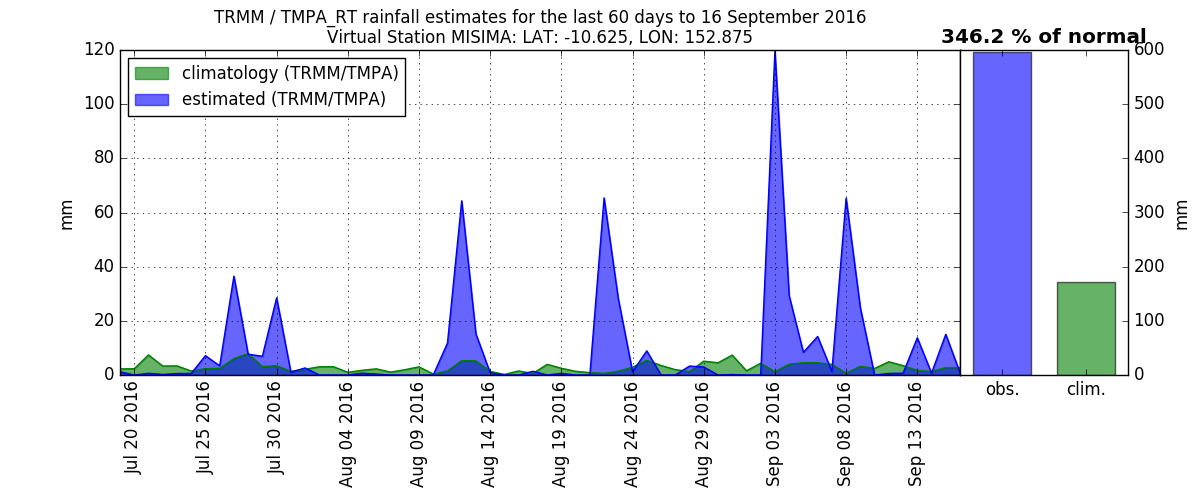 TRMM / TMPA_RT rainfall estimates for the last 60 days to 16 September 2016
Virtual Station MISIMA: LAT: -10.625, LON: 152.875
346.2 % of normal
climatology (TRMM/TMPA)
estimated (TRMM/TMPA)
mm
120
100
80
60
40
20
0
Jul 20 2016
Jul 25 2016
Jul 30 2016
Aug 04 2016
Aug 09 2016
Aug 14 2016
Aug 19 2016
Aug 24 2016
Aug 29 2016
Sep 03 2016
Sep 08 2016
Sep 13 2016
obs.
clim.
600
500
400
300
200
100
0
mm